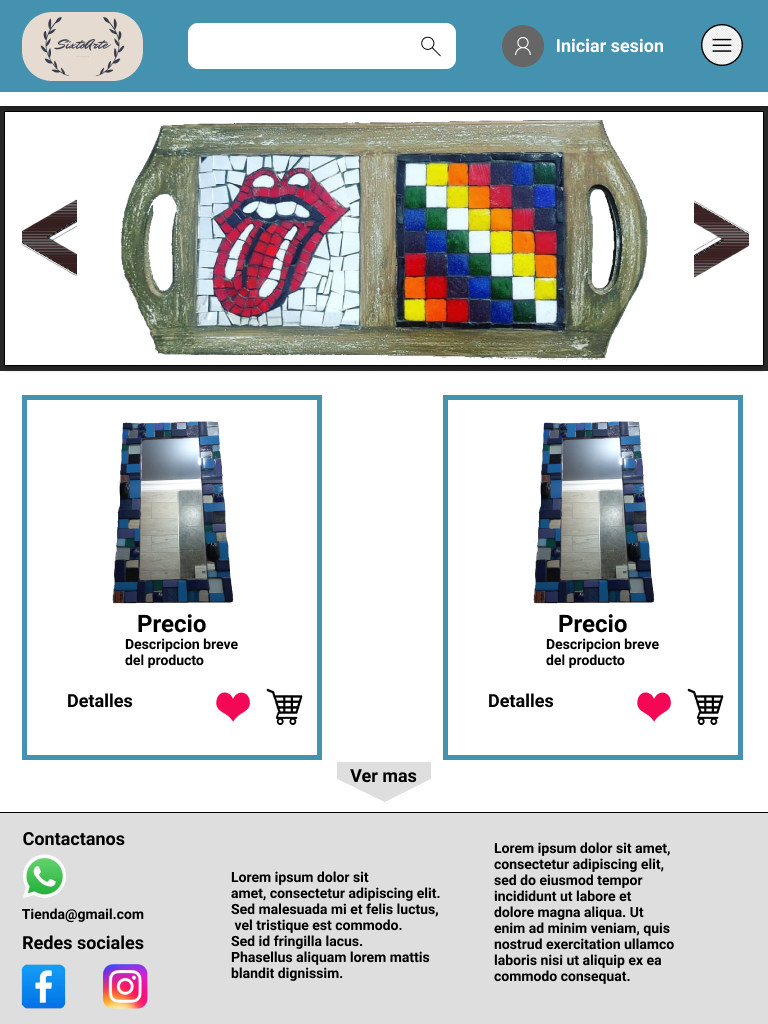 SixtoArte
Iniciar sesion
Precio
Descripcion breve
del producto
Detalles
Precio
Descripcion breve
del producto
Detalles
Ver mas
Contactanos
Tienda@gmail.com
Redes sociales
Lorem ipsum dolor sit
amet, consectetur adipiscing elit.
Sed malesuada mi et felis luctus,
vel tristique est commodo.
Sed id fringilla lacus.
Phasellus aliquam lorem mattis
blandit dignissim.
Lorem ipsum dolor sit amet,
consectetur adipiscing elit,
sed do eiusmod tempor
incididunt ut labore et
dolore magna aliqua. Ut
enim ad minim veniam, quis
nostrud exercitation ullamco
laboris nisi ut aliquip ex ea
commodo consequat.